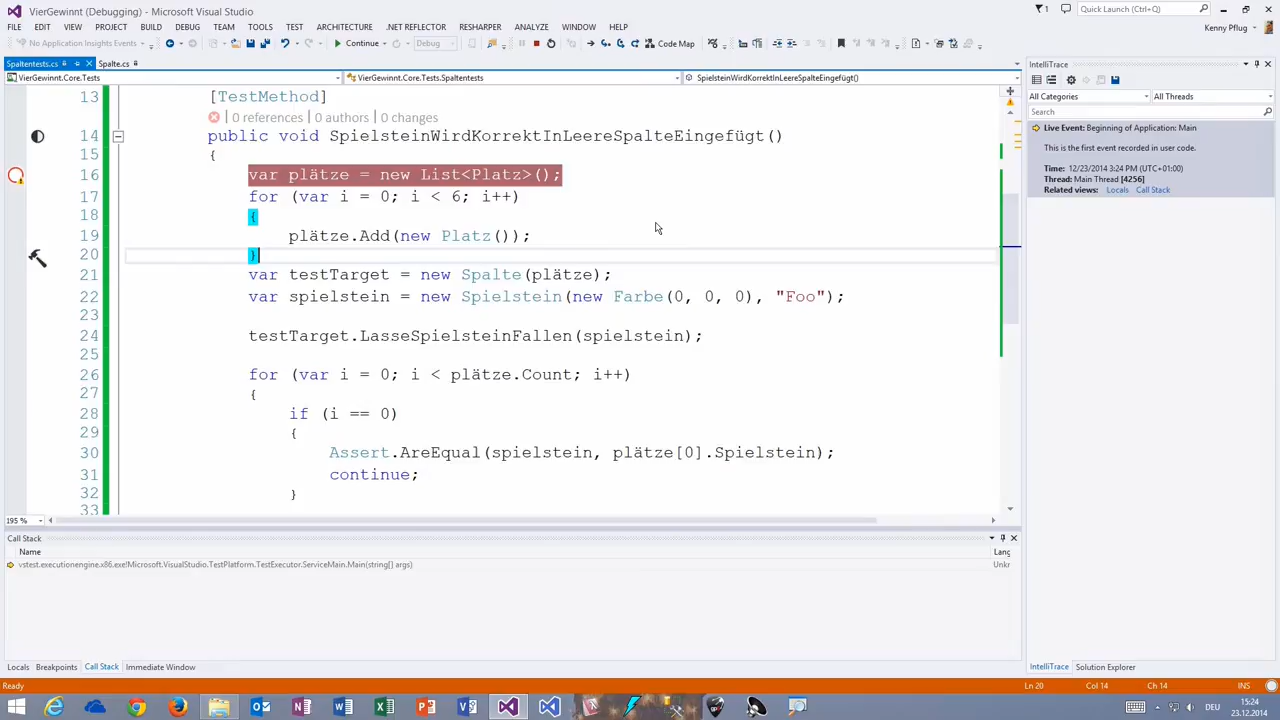 VierGewinnt (Debugging) - Microsoft Visual Studio
1
Quick Launch (Ctrl+Q)
FILE EDIT VIEW PROJECT BUILD DEBUG TEAM TOOLS TEST ARCHITECTURE .NET REFLECTOR RESHARPER ANALYZE WINDOW HELP
Kenny Pflug
No Application Insights Events
Continue
Debug
Code Map
Spaltentests.cs
Spalte.cs
IntelliTrace
VierGewinnt.Core.Tests
VierGewinnt.Core.Tests.Spaltentests
SpielsteinWirdKorrektInLeereSpalteEingefügt()
All Categories
All Threads
Search
Live Event: Beginning of Application: Main
This is the first event recorded in user code.
Time: 12/23/2014 3:24 PM (UTC+01:00)
Thread: Main Thread [4256]
Related views: Locals Call Stack
13 [TestMethod]
0 references | 0 authors | 0 changes
14 public void SpielsteinWirdKorrektInLeereSpalteEingefügt()
15 {
16 var plätze = new List<Platz>();
17 for (var i = 0; i < 6; i++)
18 {
19 plätze.Add(new Platz());
20 }
21 var testTarget = new Spalte(plätze);
22 var spielstein = new Spielstein(new Farbe(0, 0, 0), "Foo");
23
24 testTarget.LasseSpielsteinFallen(spielstein);
25
26 for (var i = 0; i < plätze.Count; i++)
27 {
28 if (i == 0)
29 {
30 Assert.AreEqual(spielstein, plätze[0].Spielstein);
31 continue;
32 }
33
195 %
Call Stack
Name
Lang
vstest.executionengine.x86.exe!Microsoft.VisualStudio.TestPlatform.TestExecutor.ServiceMain.Main(string[] args)
Unkr
Locals Breakpoints Call Stack Immediate Window
IntelliTrace Solution Explorer
Ready
Ln 20
Col 14
Ch 14
INS
DEU
15:24
23.12.2014